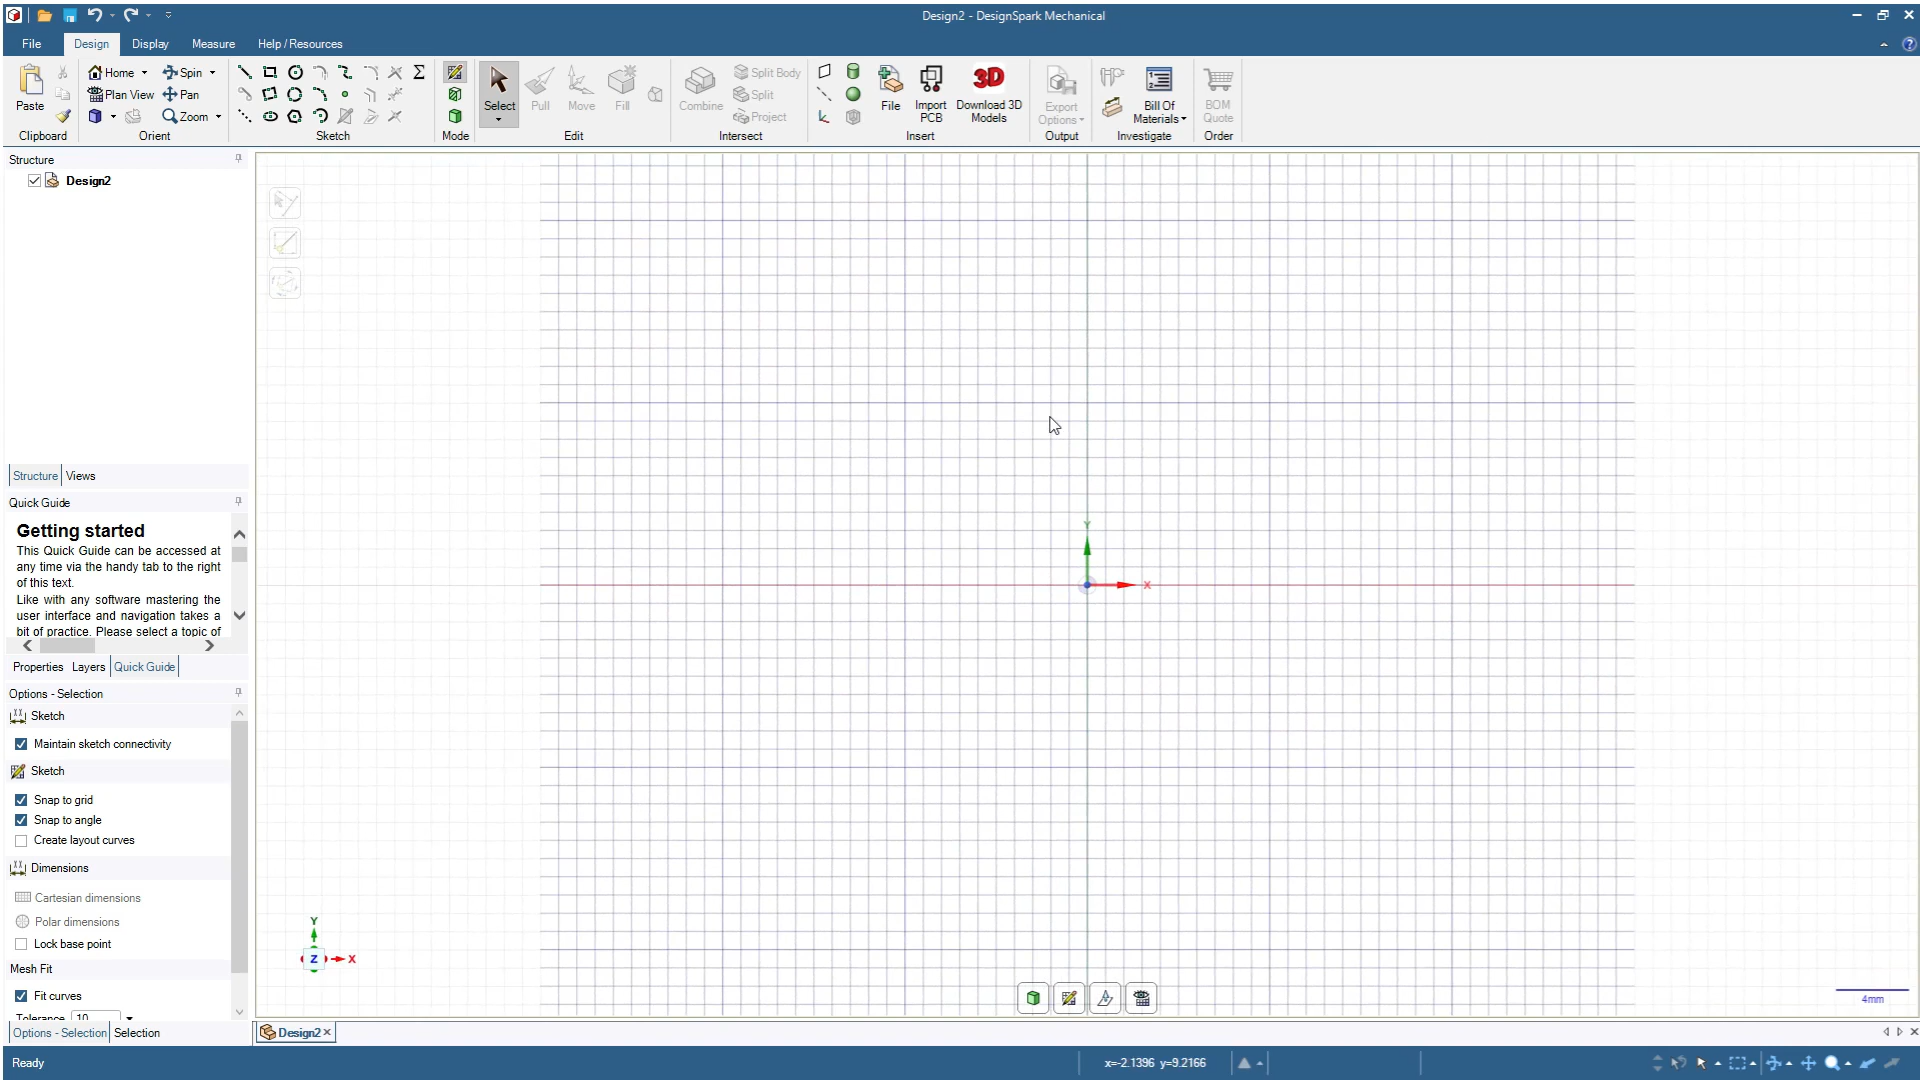 Design2 - DesignSpark Mechanical
File Design Display Measure Help / Resources
Paste
Clipboard
Home Spin
Plan View Pan
Zoom
Orient
Sketch
Mode
Select Pull Move Fill
Edit
Combine
Split Body
Split
Project
Intersect
File
Import PCB
Download 3D Models
3D
Insert
Export Options
Output
Bill Of Materials
Investigate
BOM Quote
Order
Structure
Design2
Structure Views
Quick Guide
Getting started
This Quick Guide can be accessed at
any time via the handy tab to the right
of this text.
Like with any software mastering the
user interface and navigation takes a
bit of practice. Please select a topic of
Properties Layers Quick Guide
Options - Selection
Sketch
Maintain sketch connectivity
Sketch
Snap to grid
Snap to angle
Create layout curves
Dimensions
Cartesian dimensions
Polar dimensions
Lock base point
Mesh Fit
Fit curves
Tolerance 10
Options - Selection Selection
Y
X
Y
Z X
4mm
Design2
Ready
x=-2.1396 y=9.2166